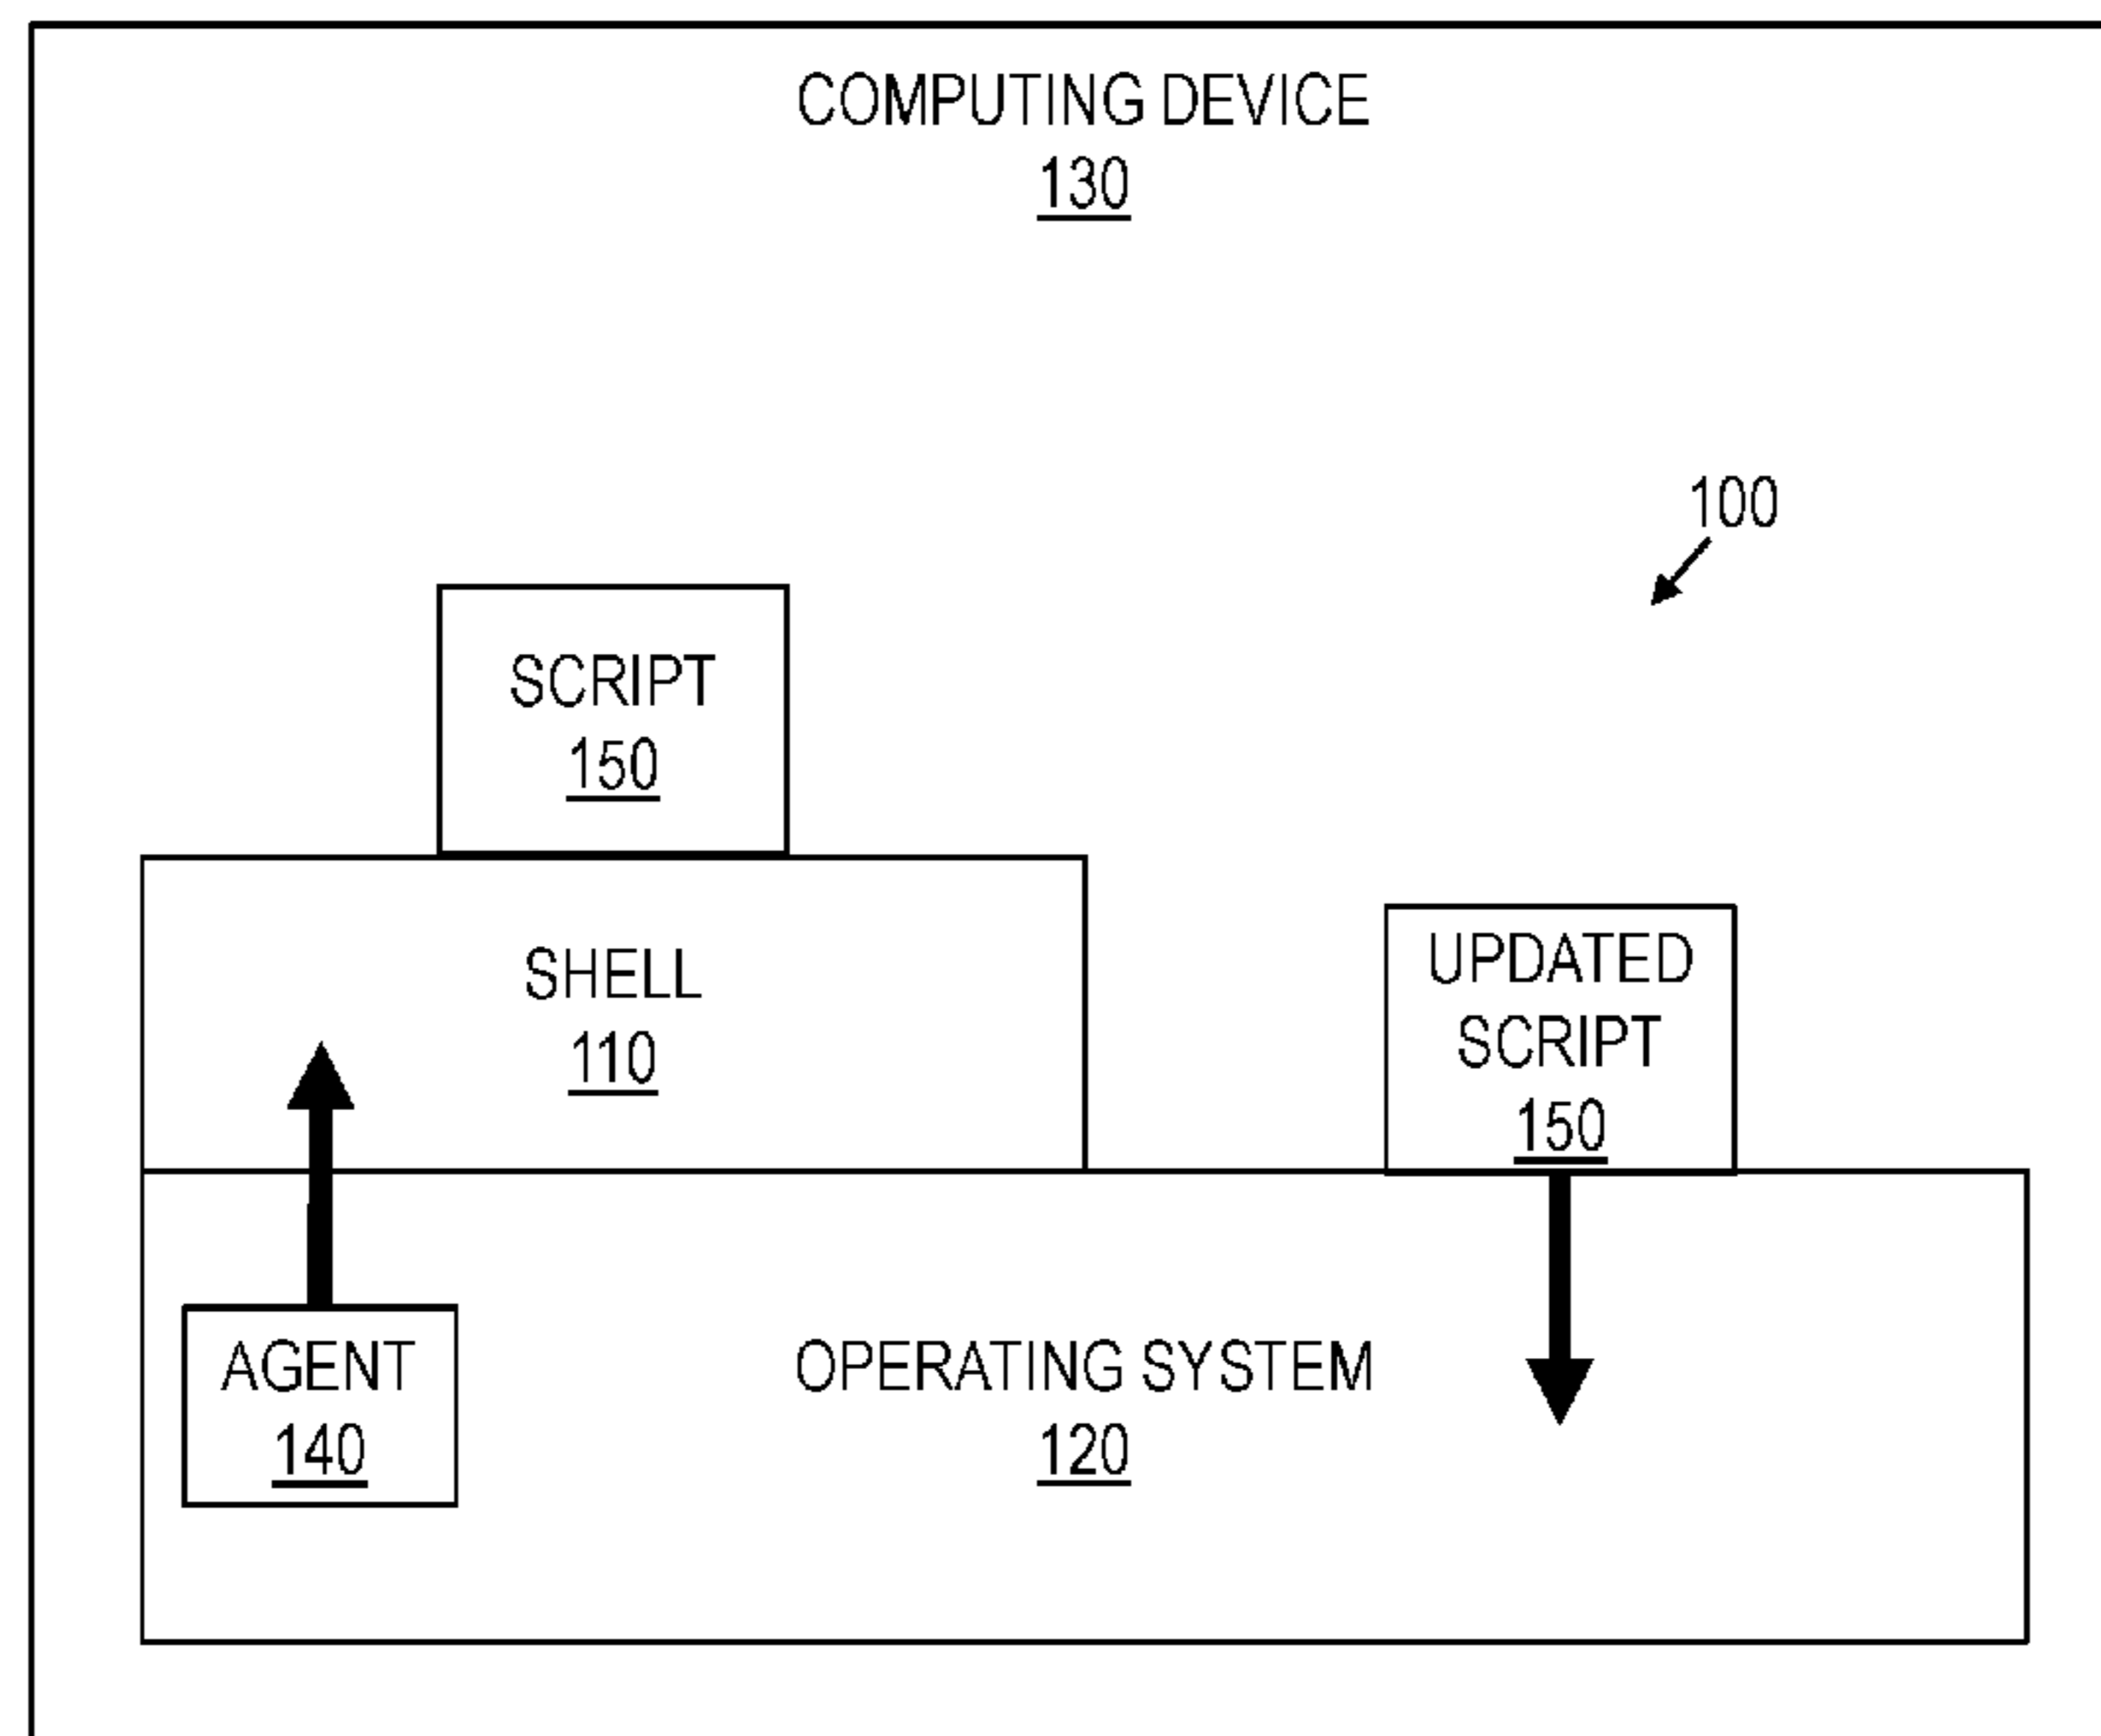 COMPUTING DEVICE
130
100
SCRIPT
150
SHELL
110
UPDATED
SCRIPT
150
AGENT
140
OPERATING SYSTEM
120